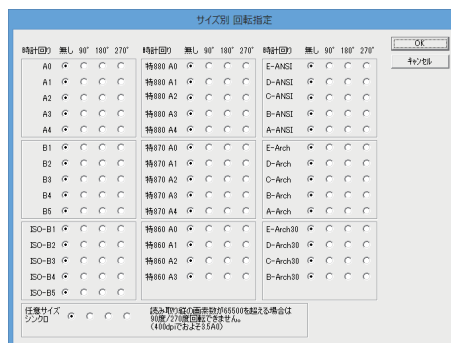 サイズ別 回転指定
時計回り 無し 90° 180° 270° 時計回り 無し 90° 180° 270° 時計回り 無し 90° 180° 270°
OK
キャンセル
A0 特880 A0 E-ANSI
A1 特880 A1 D-ANSI
A2 特880 A2 C-ANSI
A3 特880 A3 B-ANSI
A4 特880 A4 A-ANSI
B1 特870 A0 E-Arch
B2 特870 A1 D-Arch
B3 特870 A2 C-Arch
B4 特870 A3 B-Arch
B5 特870 A4 A-Arch
ISO-B1 特860 A0 E-Arch30
ISO-B2 特860 A1 D-Arch30
ISO-B3 特860 A2 C-Arch30
ISO-B4 特860 A3 B-Arch30
ISO-B5
任意サイズ
シンクロ
読み取り縦の画素数が65500を超える場合は
90度/270度回転できません。
(400dpiでおよそ3.5A0)